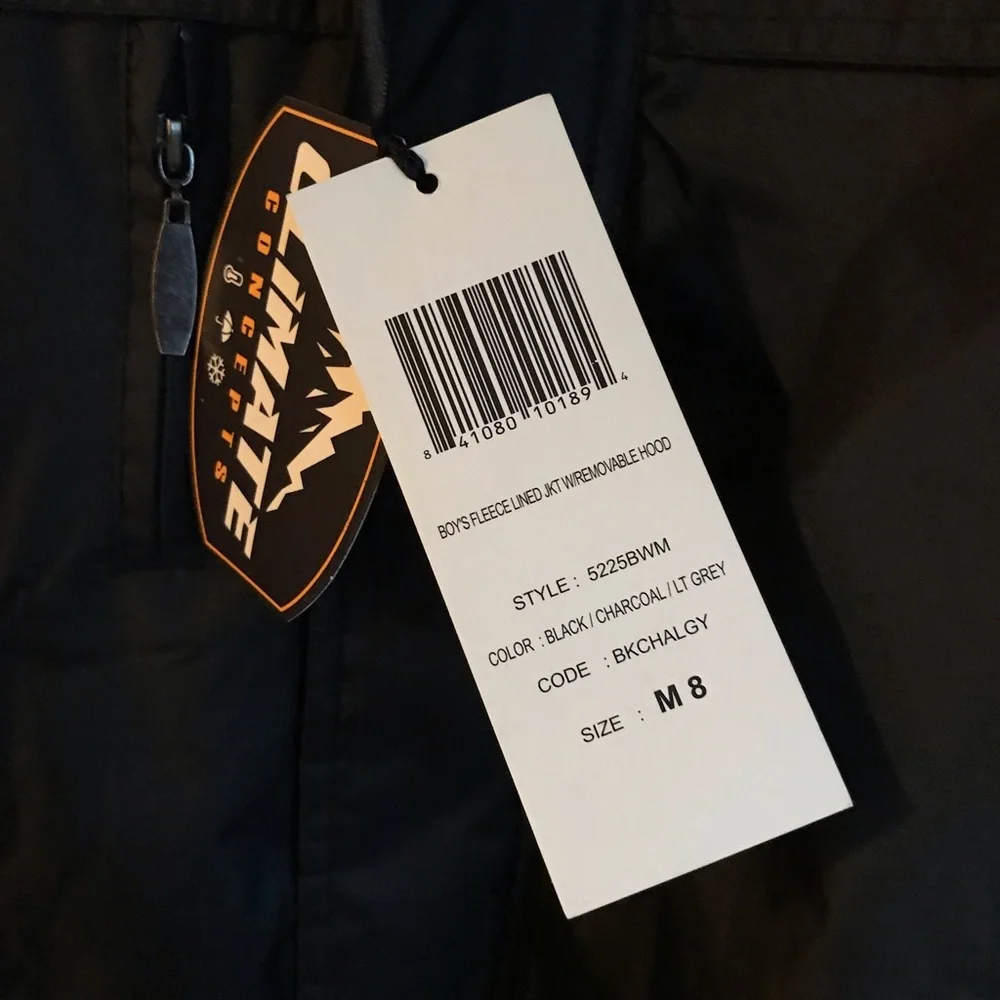 CLIMATE
CONCEPTS
8 41080 10189 4
BOY'S FLEECE LINED JKT W/REMOVABLE HOOD
STYLE : 5225BWM
COLOR : BLACK / CHARCOAL / LT GREY
CODE : BKCHALGY
SIZE : M 8